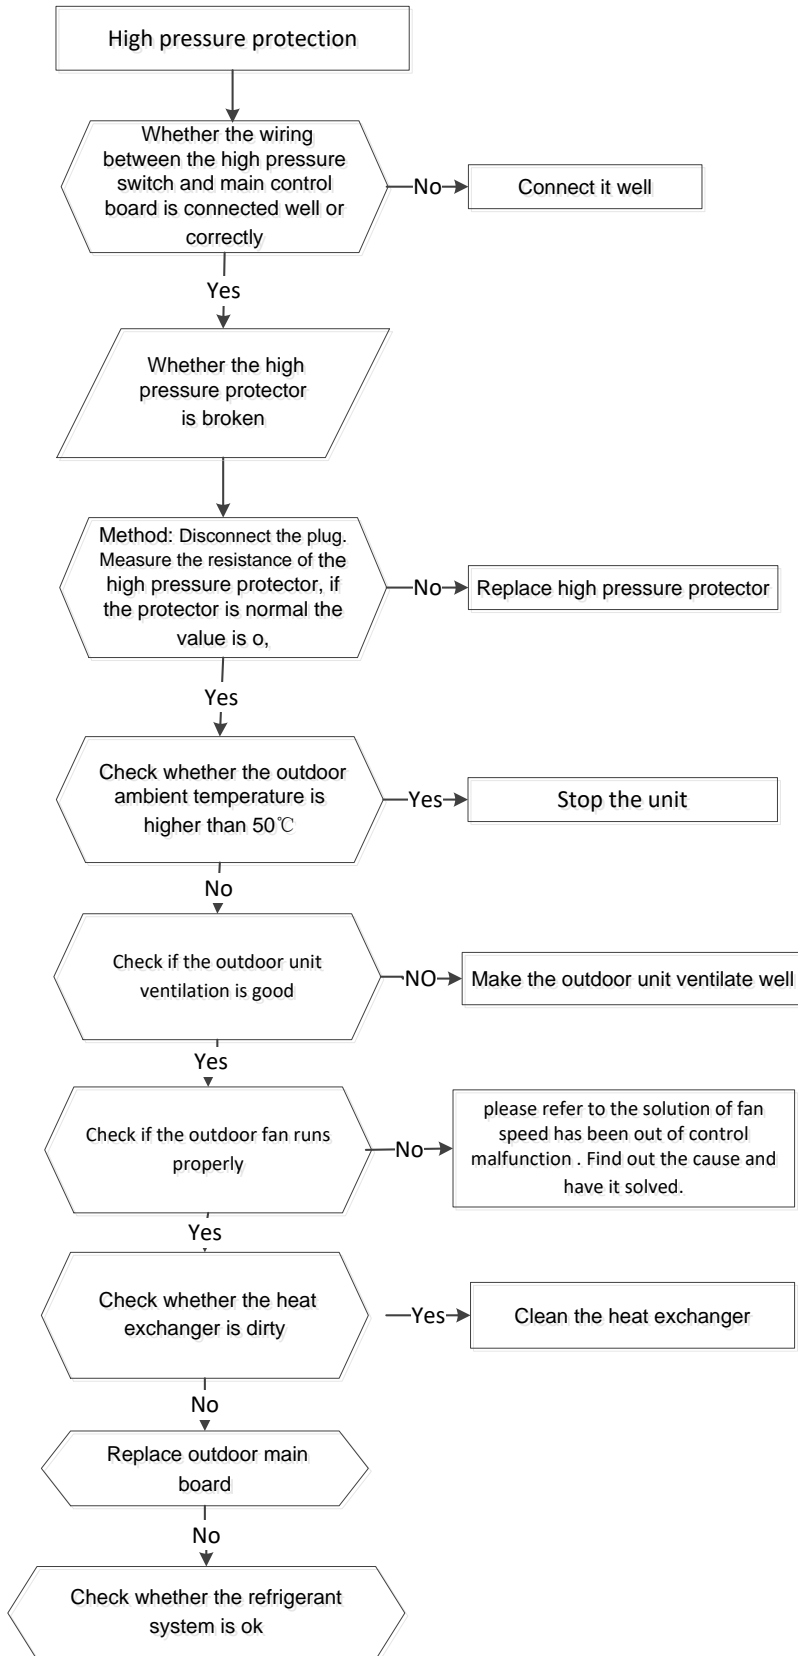 High pressure protection
Whether the wiring
between the high pressure
switch and main control
board is connected well or
correctly
No
Connect it well
Yes
Whether the high
pressure protector
is broken
Method: Disconnect the plug.
Measure the resistance of the
high pressure protector, if
the protector is normal the
value is o,
No
Replace high pressure protector
Yes
Check whether the outdoor
ambient temperature is
higher than 50℃
Yes
Stop the unit
No
Check if the outdoor unit
ventilation is good
NO
Make the outdoor unit ventilate well
Yes
Check if the outdoor fan runs
properly
No
please refer to the solution of fan
speed has been out of control
malfunction . Find out the cause and
have it solved.
Yes
Check whether the heat
exchanger is dirty
Yes
Clean the heat exchanger
No
Replace outdoor main
board
No
Check whether the refrigerant
system is ok